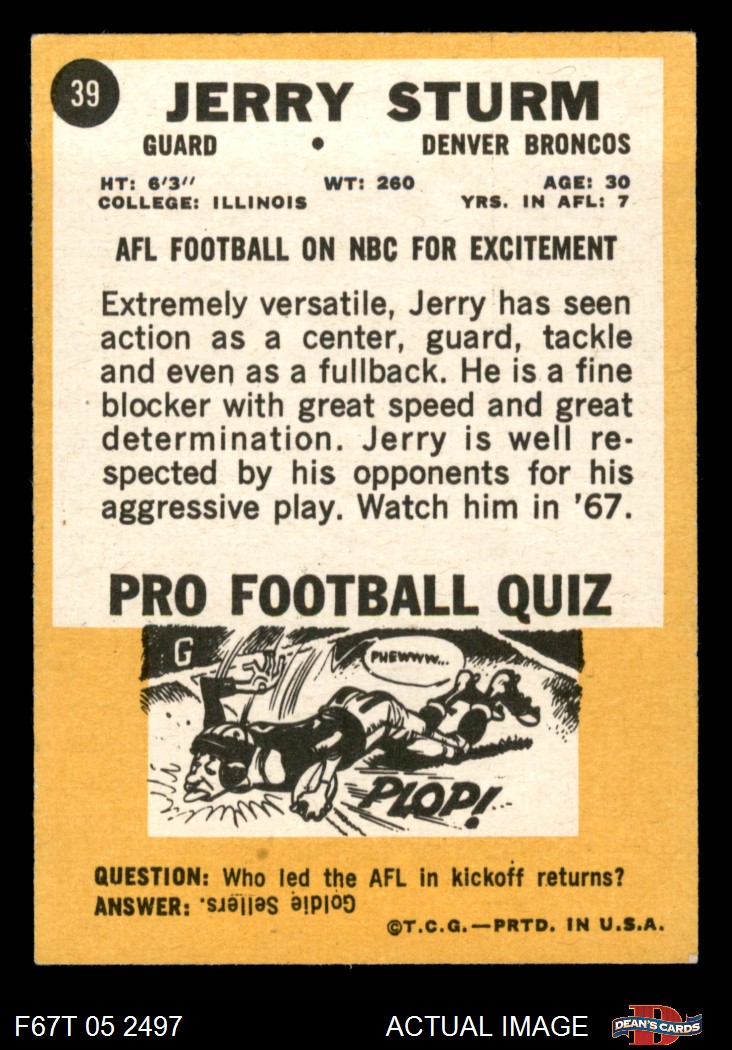 39
JERRY STURM
GUARD • DENVER BRONCOS
HT: 6'3" WT: 260 AGE: 30
COLLEGE: ILLINOIS YRS. IN AFL: 7
AFL FOOTBALL ON NBC FOR EXCITEMENT
Extremely versatile, Jerry has seen
action as a center, guard, tackle
and even as a fullback. He is a fine
blocker with great speed and great
determination. Jerry is well re-
spected by his opponents for his
aggressive play. Watch him in '67.
PRO FOOTBALL QUIZ
G
PHEWWW...
PLOP!
QUESTION: Who led the AFL in kickoff returns?
ANSWER: Goldie Sellers.
©T.C.G.—PRTD. IN U.S.A.
F67T 05 2497 ACTUAL IMAGE D DEAN'S CARDS